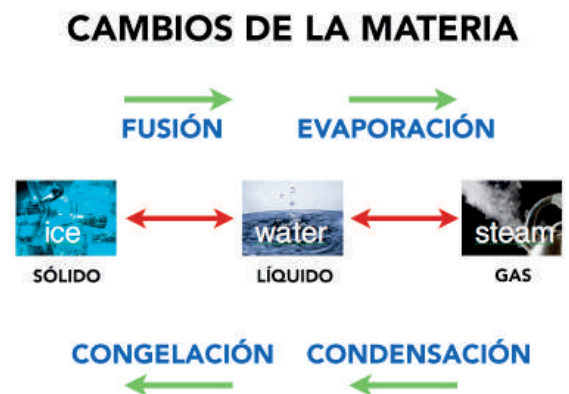 CAMBIOS DE LA MATERIA
FUSIÓN EVAPORACIÓN
ice water steam
SÓLIDO LÍQUIDO GAS
CONGELACIÓN CONDENSACIÓN